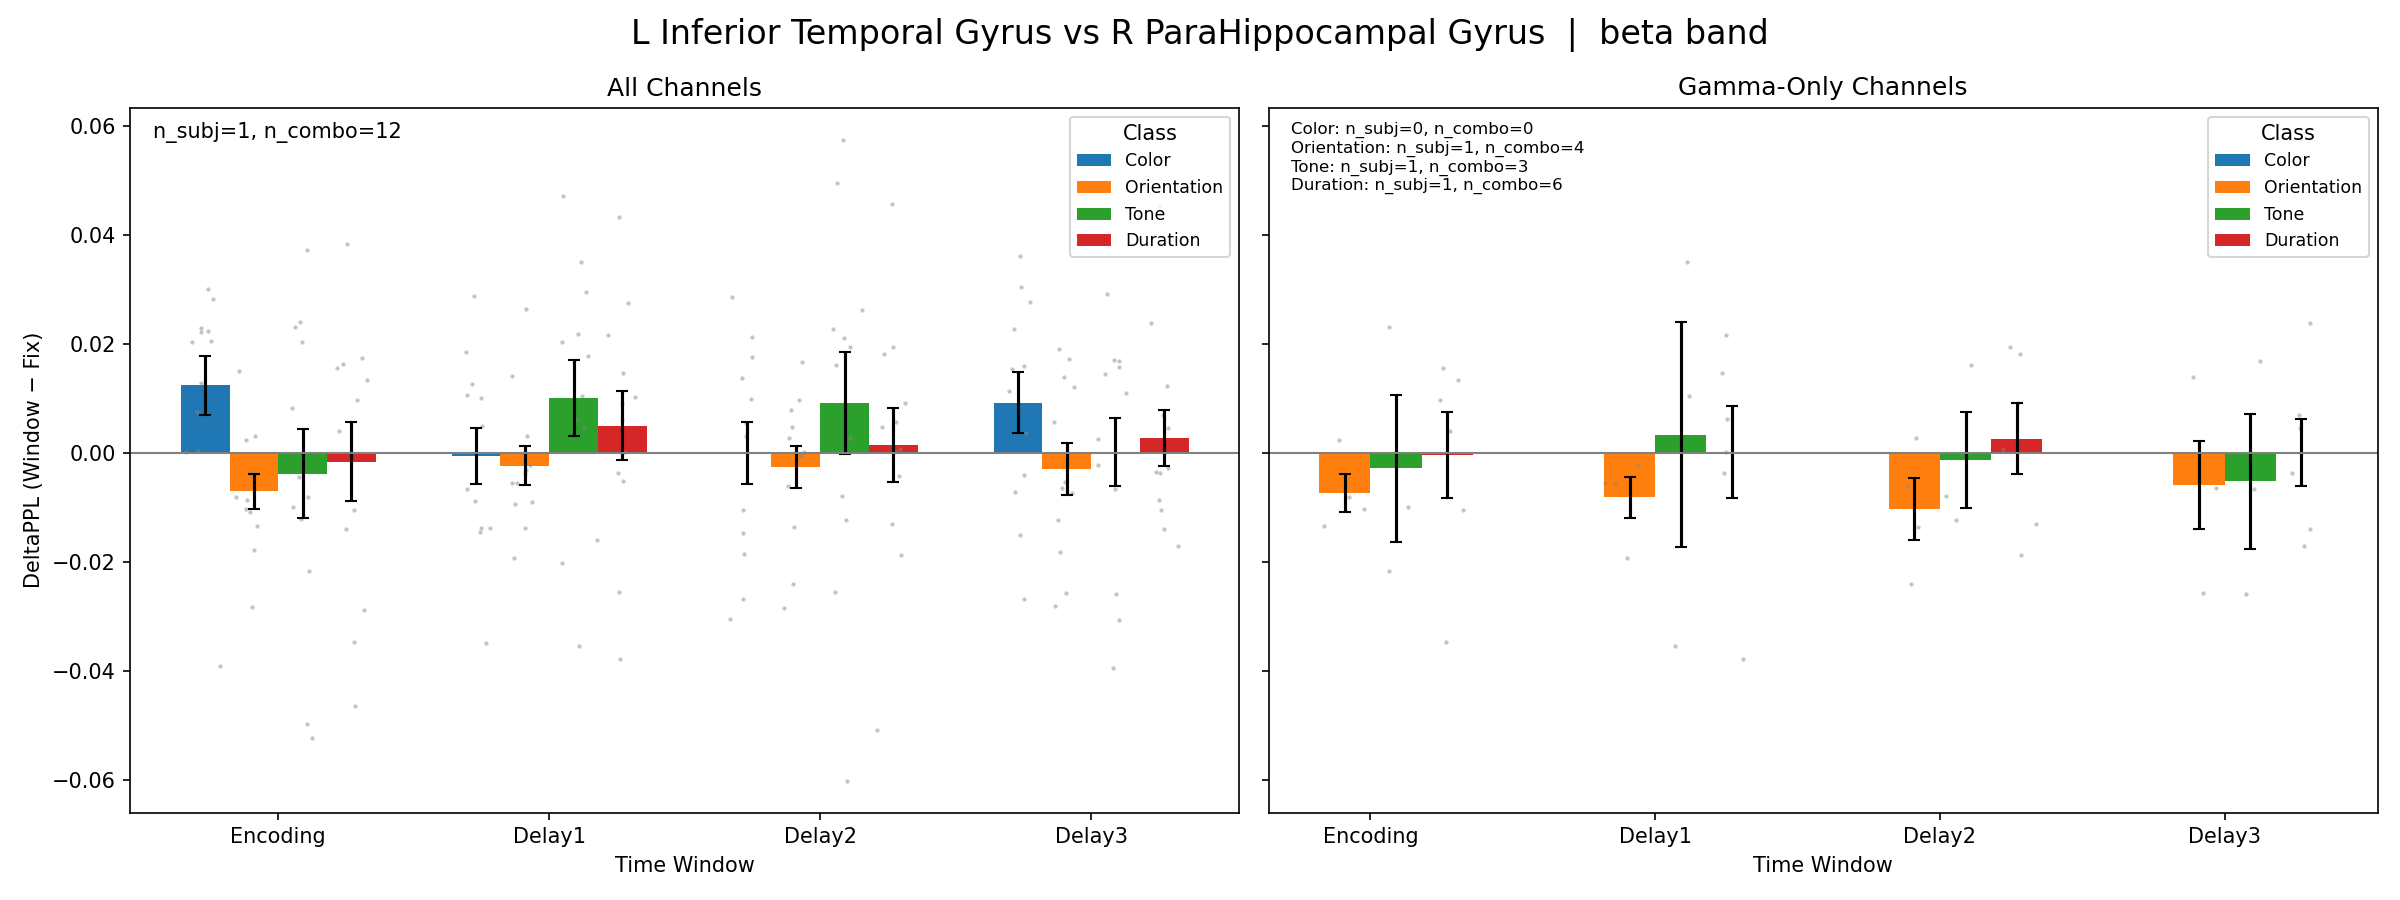 L Inferior Temporal Gyrus vs R ParaHippocampal Gyrus | beta band
All Channels
n_subj=1, n_combo=12
Class
Color
Orientation
Tone
Duration
DeltaPPL (Window − Fix)
0.06
0.04
0.02
0.00
−0.02
−0.04
−0.06
Encoding
Delay1
Delay2
Delay3
Time Window
Gamma-Only Channels
Color: n_subj=0, n_combo=0
Orientation: n_subj=1, n_combo=4
Tone: n_subj=1, n_combo=3
Duration: n_subj=1, n_combo=6
Class
Color
Orientation
Tone
Duration
Encoding
Delay1
Delay2
Delay3
Time Window